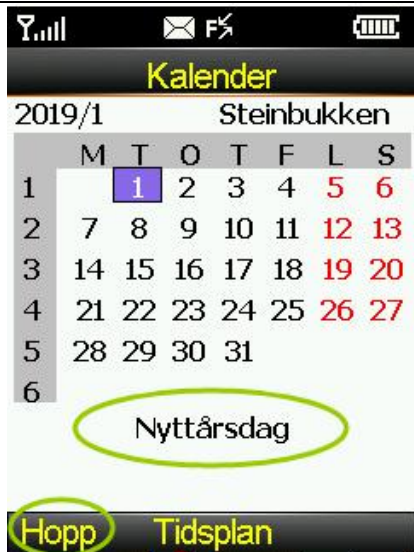 F
Kalender
2019/1 Steinbukken
M T O T F L S
1 1 2 3 4 5 6
2 7 8 9 10 11 12 13
3 14 15 16 17 18 19 20
4 21 22 23 24 25 26 27
5 28 29 30 31
6
Nyttårsdag
Hopp Tidsplan